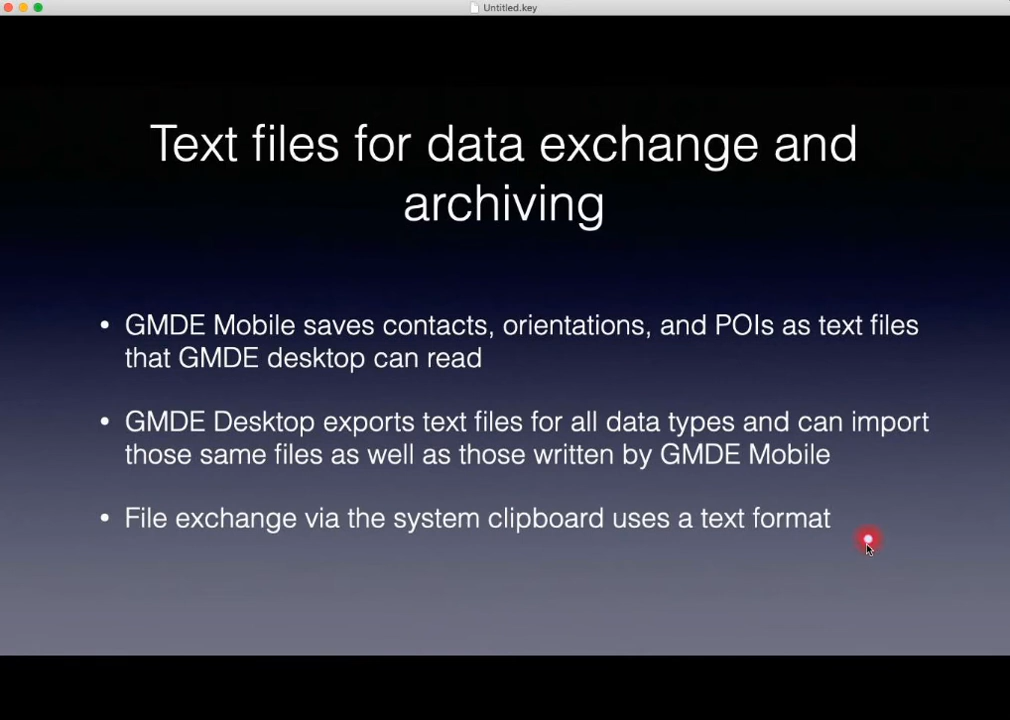 Untitled.key
Text files for data exchange and
archiving
• GMDE Mobile saves contacts, orientations, and POIs as text files
that GMDE desktop can read
• GMDE Desktop exports text files for all data types and can import
those same files as well as those written by GMDE Mobile
• File exchange via the system clipboard uses a text format